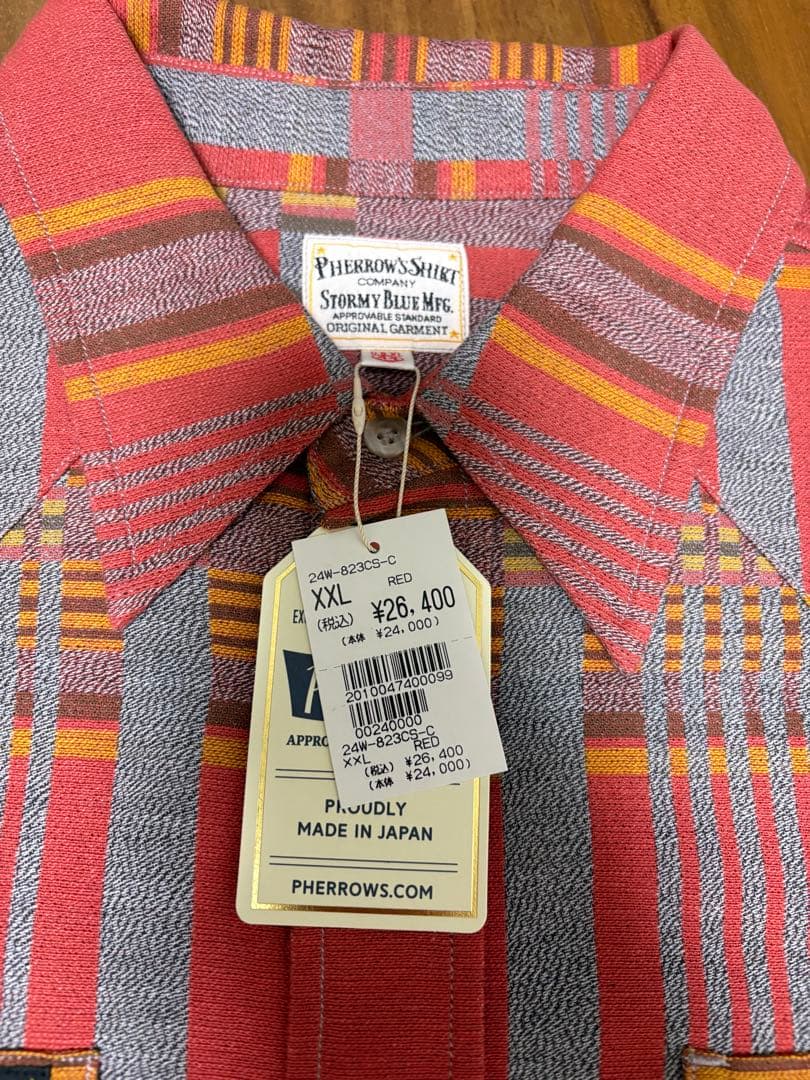 PHERROW'S SHIRT
COMPANY
STORMY BLUE MFG.
APPROVABLE STANDARD
ORIGINAL GARMENT
24W-823CS-C
RED
XXL
¥26,400
(税込)
(本体 ¥24,000)
2010047400099
00240000
24W-823CS-C
XXL RED
(税込) ¥26,400
(本体 ¥24,000)
PROUDLY
MADE IN JAPAN
PHERROWS.COM